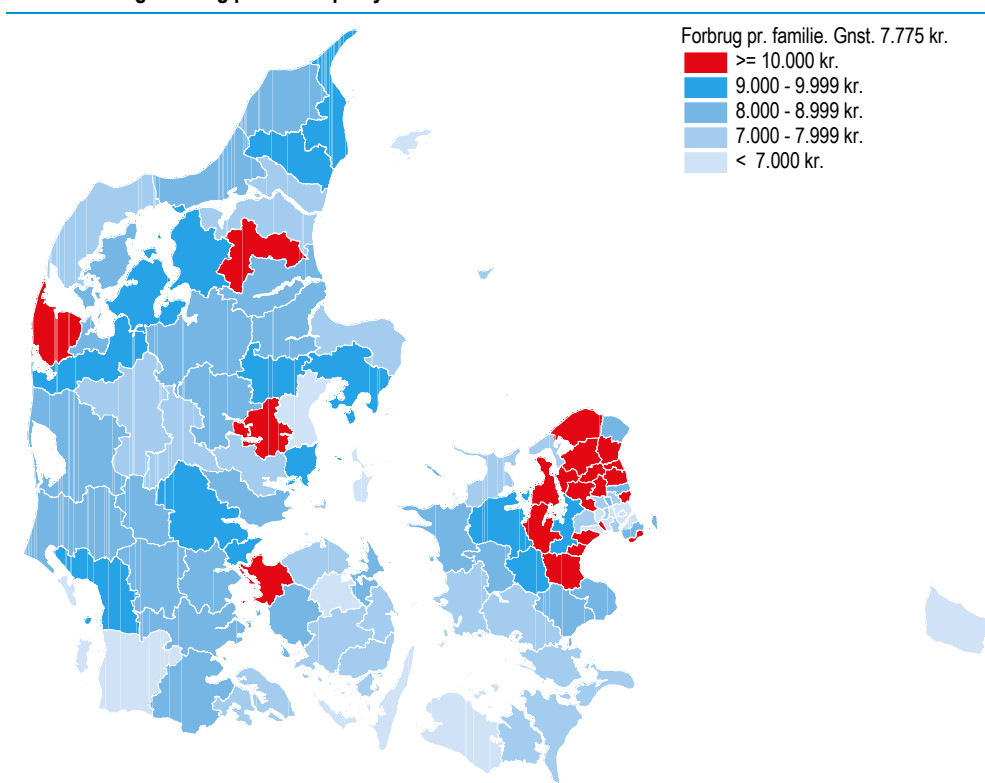 Forbrug pr. familie. Gnst. 7.775 kr.
>= 10.000 kr.
9.000 - 9.999 kr.
8.000 - 8.999 kr.
7.000 - 7.999 kr.
< 7.000 kr.